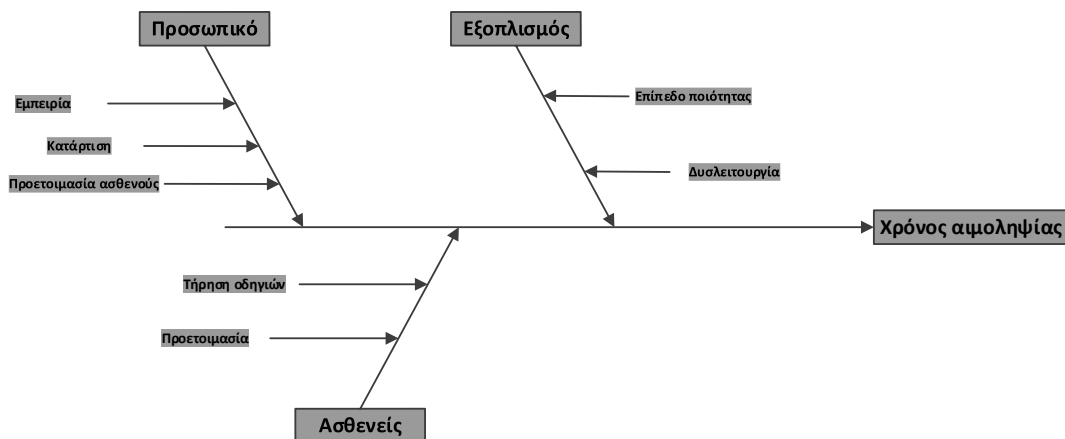 Προσωπικό
Εξοπλισμός
Εμπειρία
Επίπεδο ποιότητας
Κατάρτιση
Δυσλειτουργία
Προετοιμασία ασθενούς
Χρόνος αιμοληψίας
Τήρηση οδηγιών
Προετοιμασία
Ασθενείς